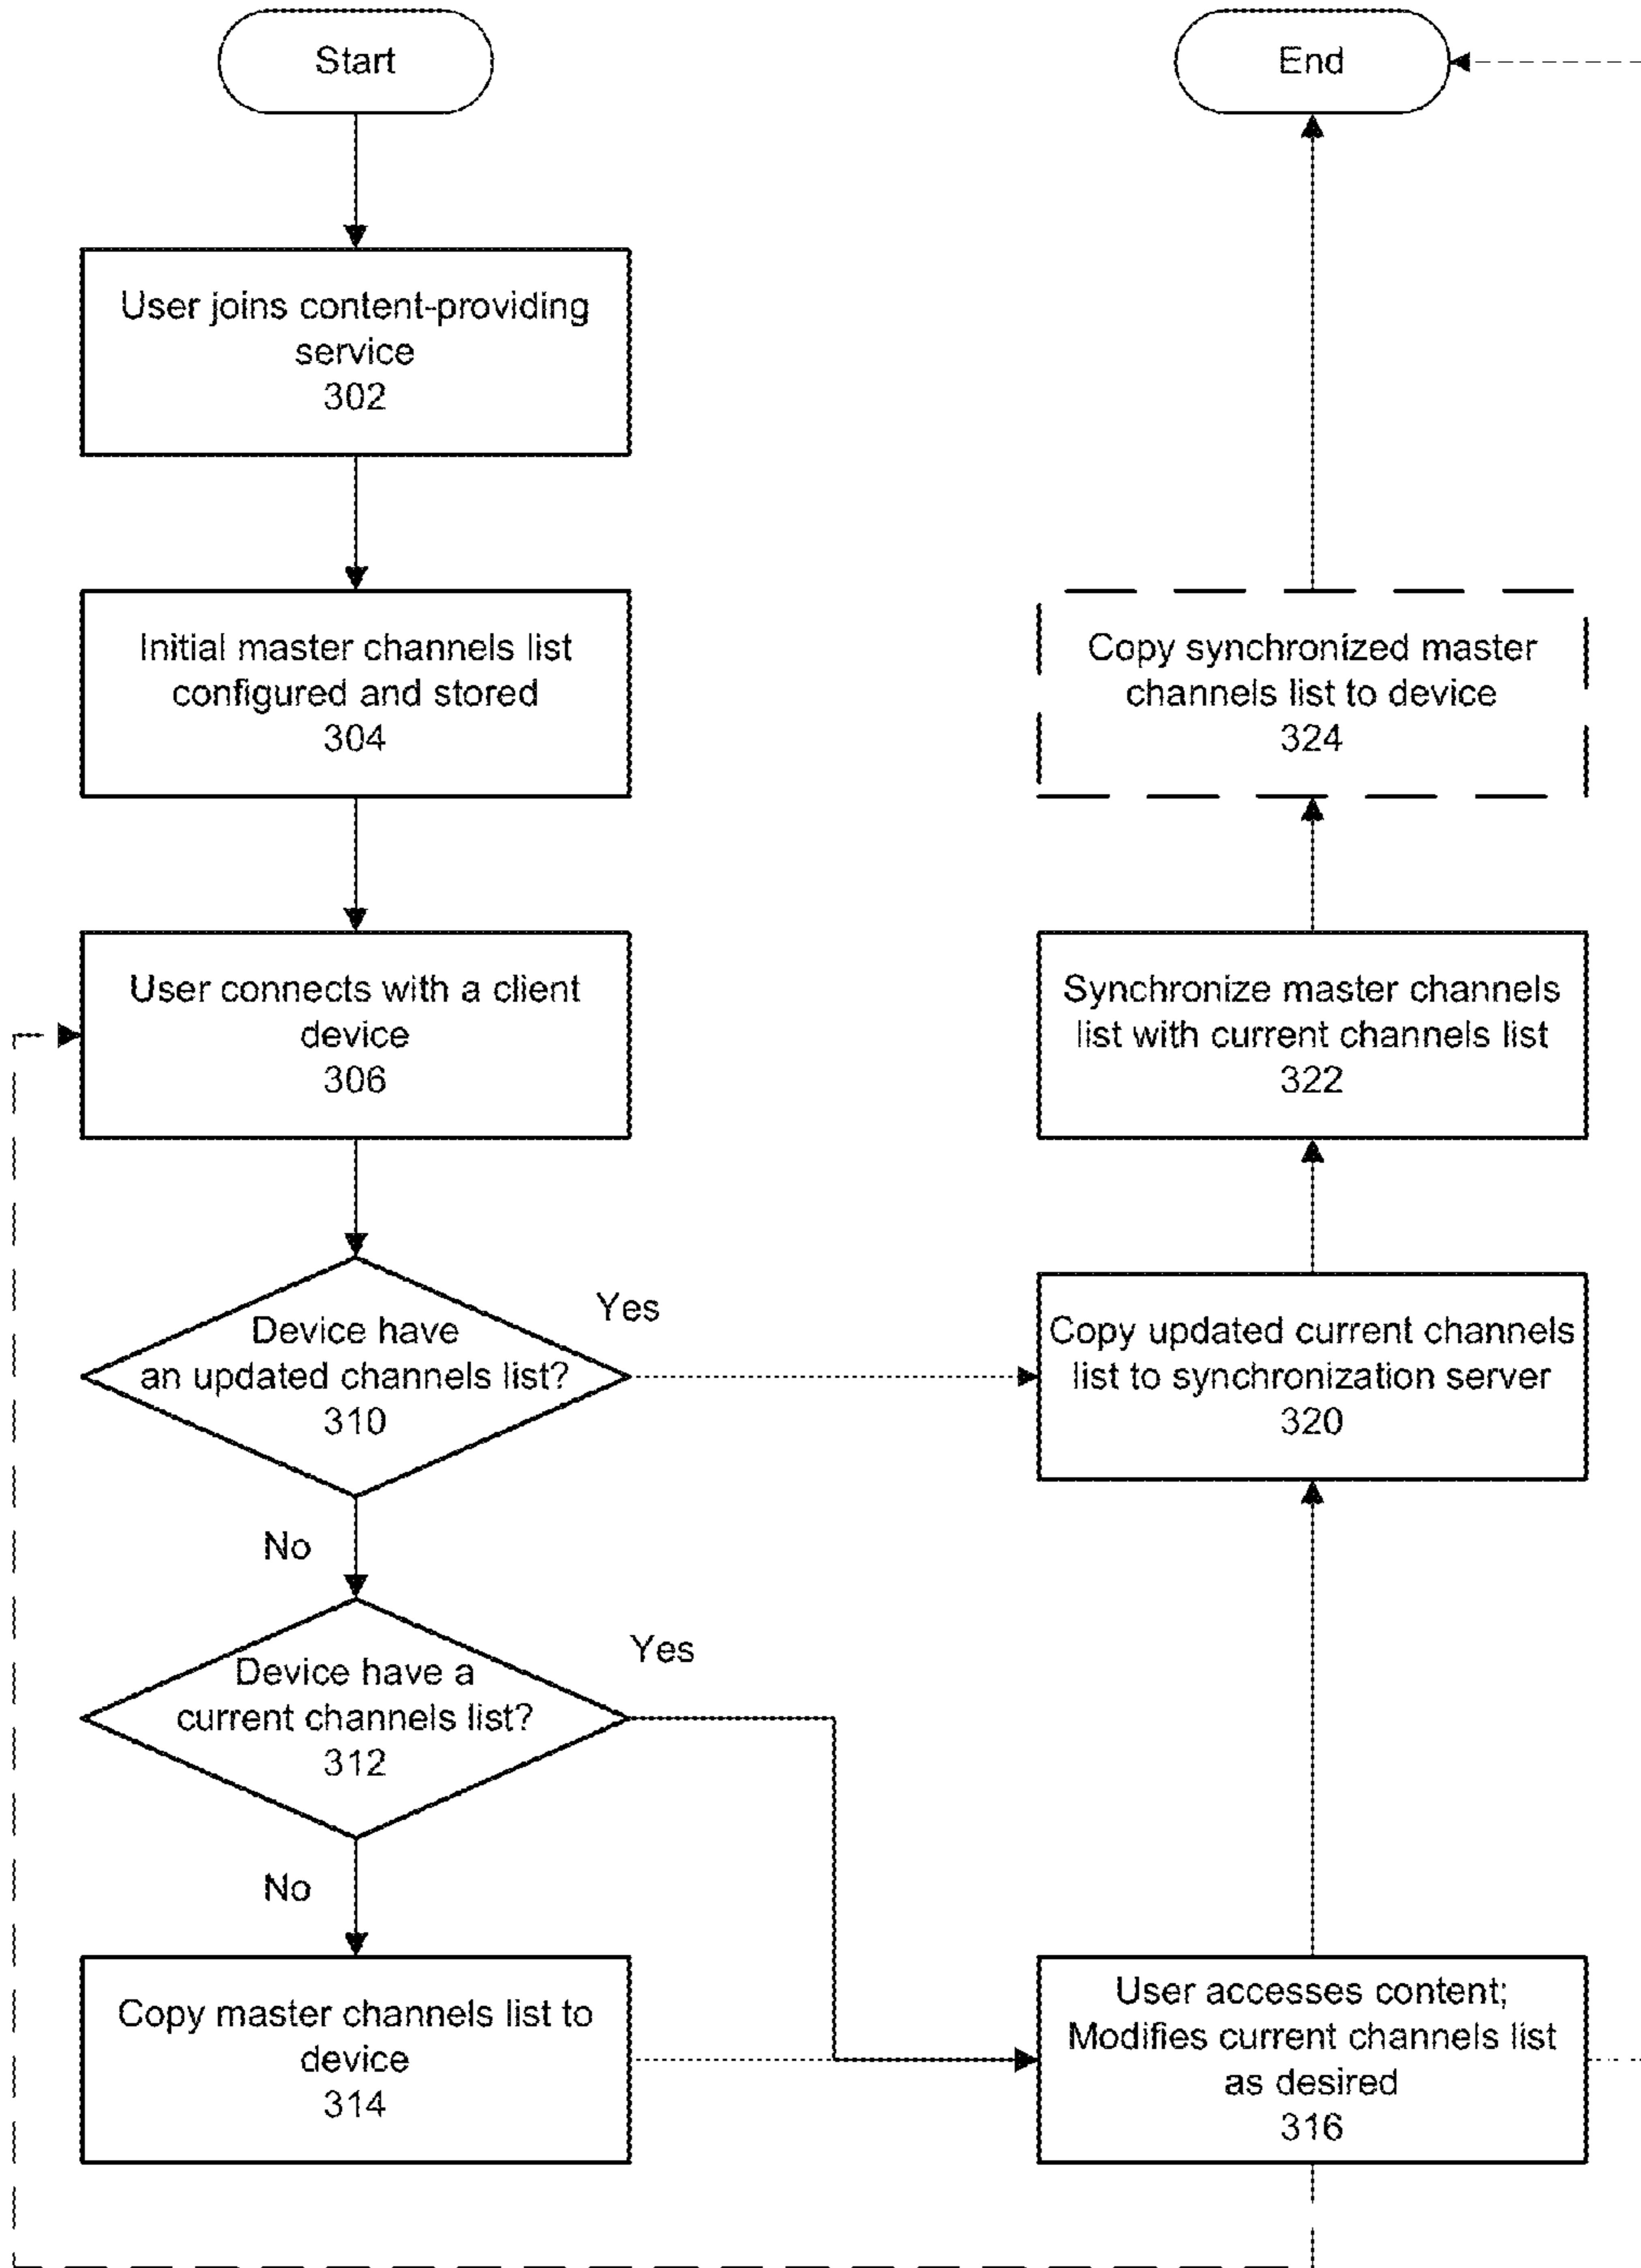 Start
User joins content-providing
service
302
Initial master channels list
configured and stored
304
User connects with a client
device
306
Device have
an updated channels list?
310
Yes
No
Device have a
current channels list?
312
Yes
No
Copy master channels list to
device
314
User accesses content;
Modifies current channels list
as desired
316
Copy updated current channels
list to synchronization server
320
Synchronize master channels
list with current channels list
322
Copy synchronized master
channels list to device
324
End